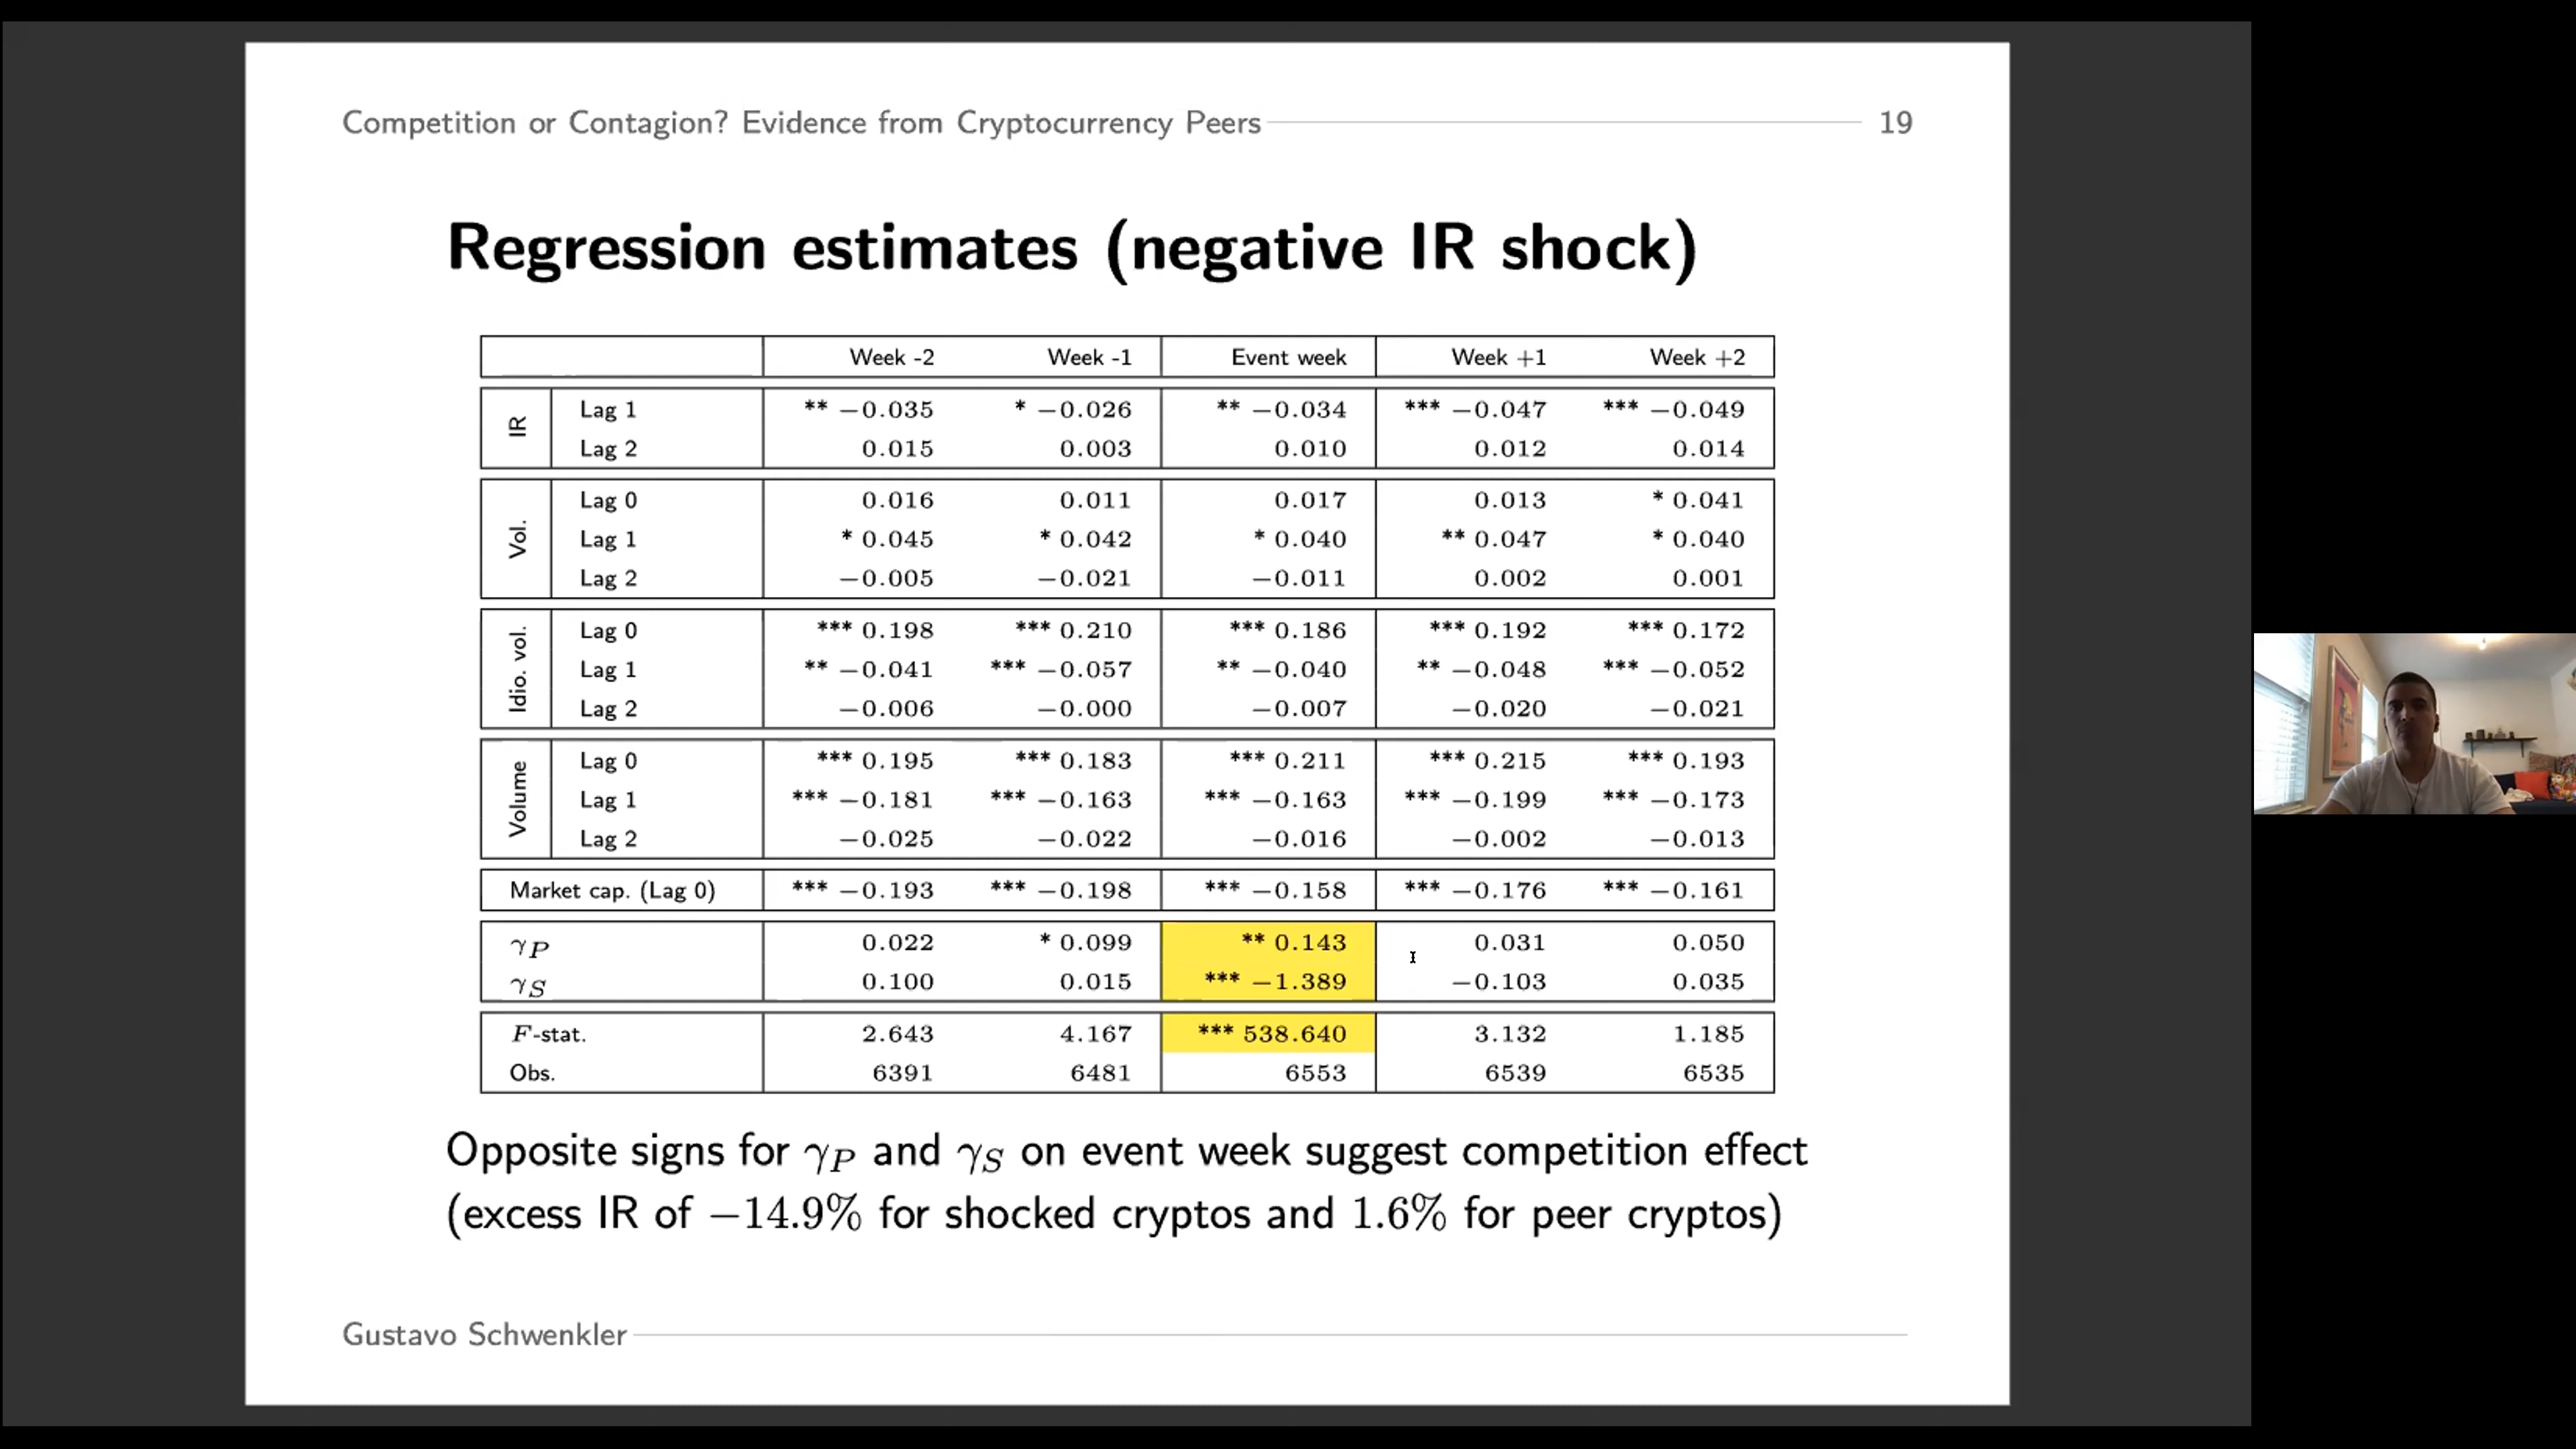 Competition or Contagion? Evidence from Cryptocurrency Peers 19
Regression estimates (negative IR shock)
Week -2 Week -1 Event week Week +1 Week +2
IR
Lag 1 ** −0.035 * −0.026 ** −0.034 *** −0.047 *** −0.049
Lag 2 0.015 0.003 0.010 0.012 0.014
Vol.
Lag 0 0.016 0.011 0.017 0.013 * 0.041
Lag 1 * 0.045 * 0.042 * 0.040 ** 0.047 * 0.040
Lag 2 −0.005 −0.021 −0.011 0.002 0.001
Idio. vol.
Lag 0 *** 0.198 *** 0.210 *** 0.186 *** 0.192 *** 0.172
Lag 1 ** −0.041 *** −0.057 ** −0.040 ** −0.048 *** −0.052
Lag 2 −0.006 −0.000 −0.007 −0.020 −0.021
Volume
Lag 0 *** 0.195 *** 0.183 *** 0.211 *** 0.215 *** 0.193
Lag 1 *** −0.181 *** −0.163 *** −0.163 *** −0.199 *** −0.173
Lag 2 −0.025 −0.022 −0.016 −0.002 −0.013
Market cap. (Lag 0) *** −0.193 *** −0.198 *** −0.158 *** −0.176 *** −0.161
γP 0.022 * 0.099 ** 0.143 0.031 0.050
γS 0.100 0.015 *** −1.389 −0.103 0.035
F-stat. 2.643 4.167 *** 538.640 3.132 1.185
Obs. 6391 6481 6553 6539 6535
Opposite signs for γP and γS on event week suggest competition effect
(excess IR of −14.9% for shocked cryptos and 1.6% for peer cryptos)
Gustavo Schwenkler